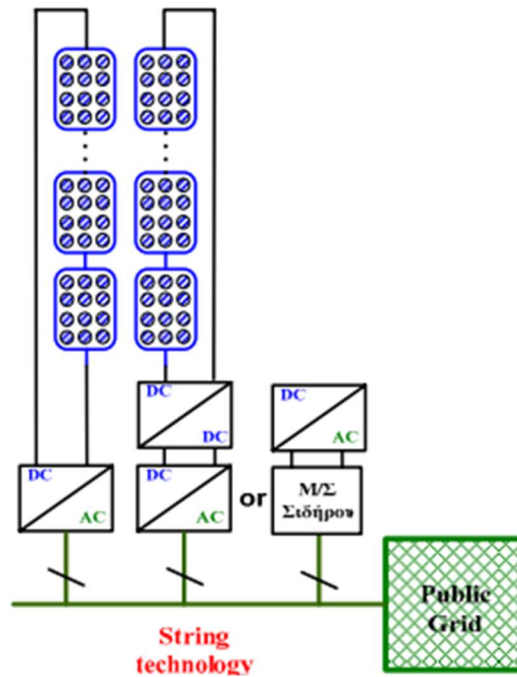 DC
DC
DC
AC
DC
AC
DC
AC
or
Μ/Σ
Σιδήρου
Public
Grid
String
technology